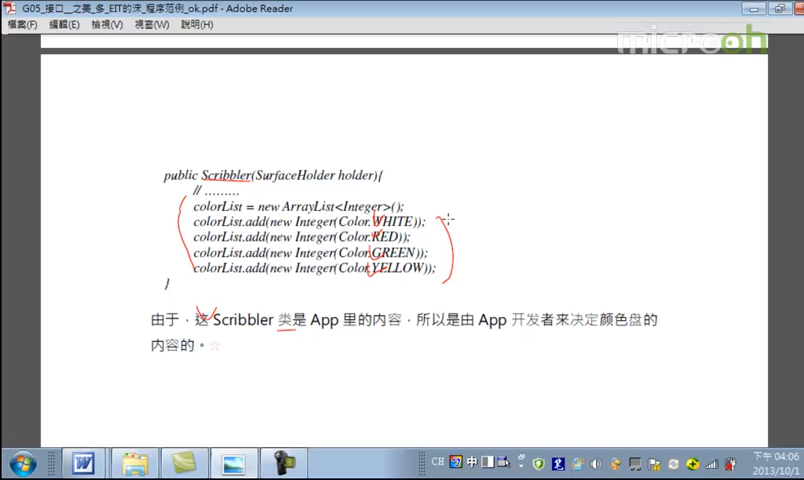 G05_接口__之美_多_EIT的床_程序范例_ok.pdf - Adobe Reader
檔案(F) 編輯(E) 檢視(V) 視窗(W) 說明(H)
microoh
public Scribbler(SurfaceHolder holder){
// .........
colorList = new ArrayList<Integer>();
colorList.add(new Integer(Color.WHITE));
colorList.add(new Integer(Color.RED));
colorList.add(new Integer(Color.GREEN));
colorList.add(new Integer(Color.YELLOW));
}
由于，这 Scribbler 类是 App 里的内容，所以是由 App 开发者来决定颜色盘的
内容的。☆
CH 中
下午 04:06
2013/10/1